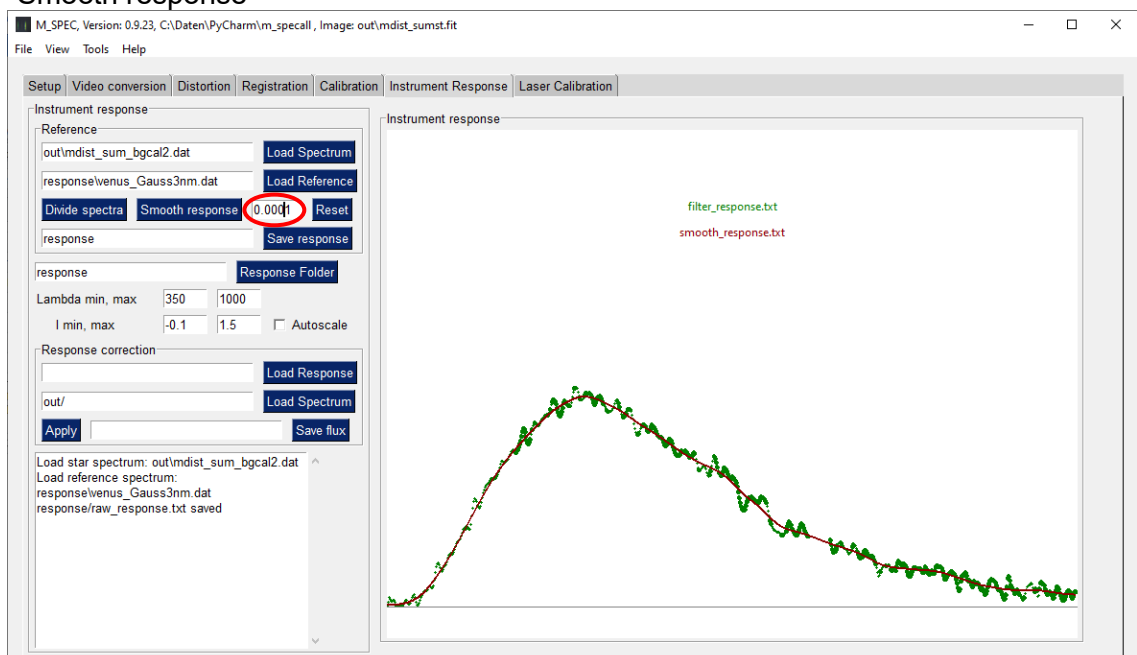 Smooth response
M_SPEC, Version: 0.9.23, C:\Daten\PyCharm\m_specall , Image: out\mdist_sumst.fit
File View Tools Help
Setup Video conversion Distortion Registration Calibration Instrument Response Laser Calibration
Instrument response
Reference
out\mdist_sum_bgcal2.dat Load Spectrum
response\venus_Gauss3nm.dat Load Reference
Divide spectra Smooth response 0.0001 Reset
response Save response
response Response Folder
Lambda min, max 350 1000
I min, max -0.1 1.5 Autoscale
Response correction
Load Response
out/ Load Spectrum
Apply Save flux
Load star spectrum: out\mdist_sum_bgcal2.dat
Load reference spectrum:
response\venus_Gauss3nm.dat
response/raw_response.txt saved
Instrument response
filter_response.txt
smooth_response.txt